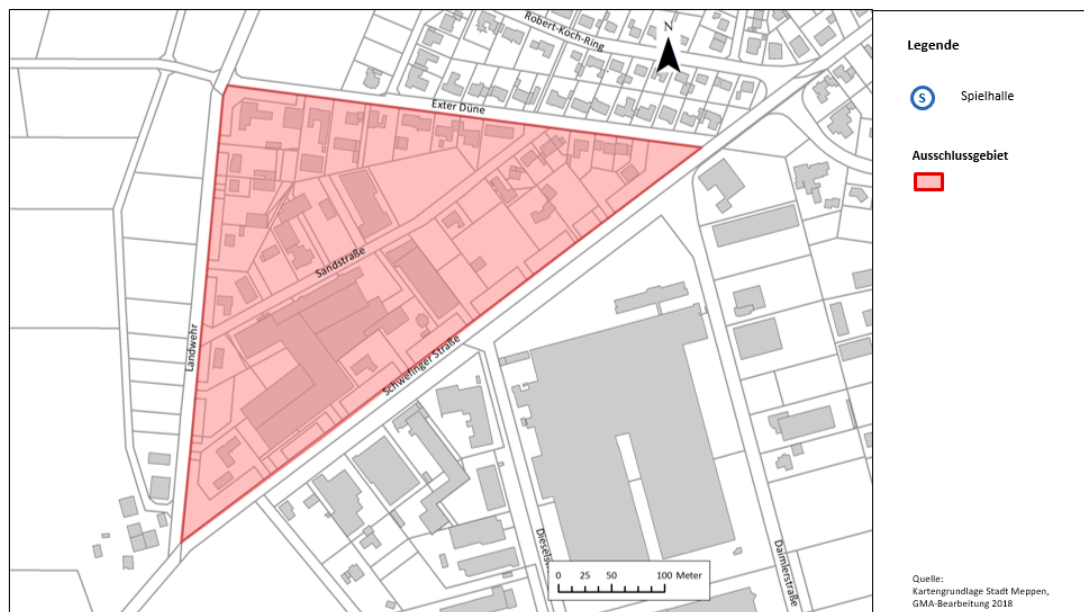 Robert-Koch-Ring
N
Exter Düne
Sandstraße
Landwehr
Schwefinger Straße
Daimlerstraße
0 25 50 100 Meter
Legende
S Spielhalle
Ausschlussgebiet
Quelle:
Kartengrundlage Stadt Meppen,
GMA-Bearbeitung 2018